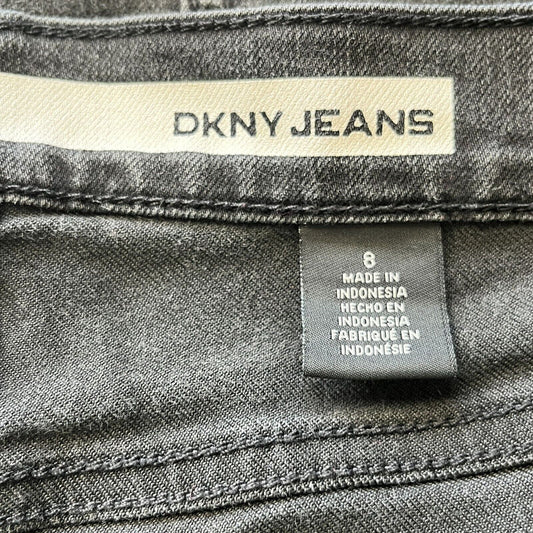 DKNY JEANS
8
MADE IN
INDONESIA
HECHO EN
INDONESIA
FABRIQUÉ EN
INDONÉSIE